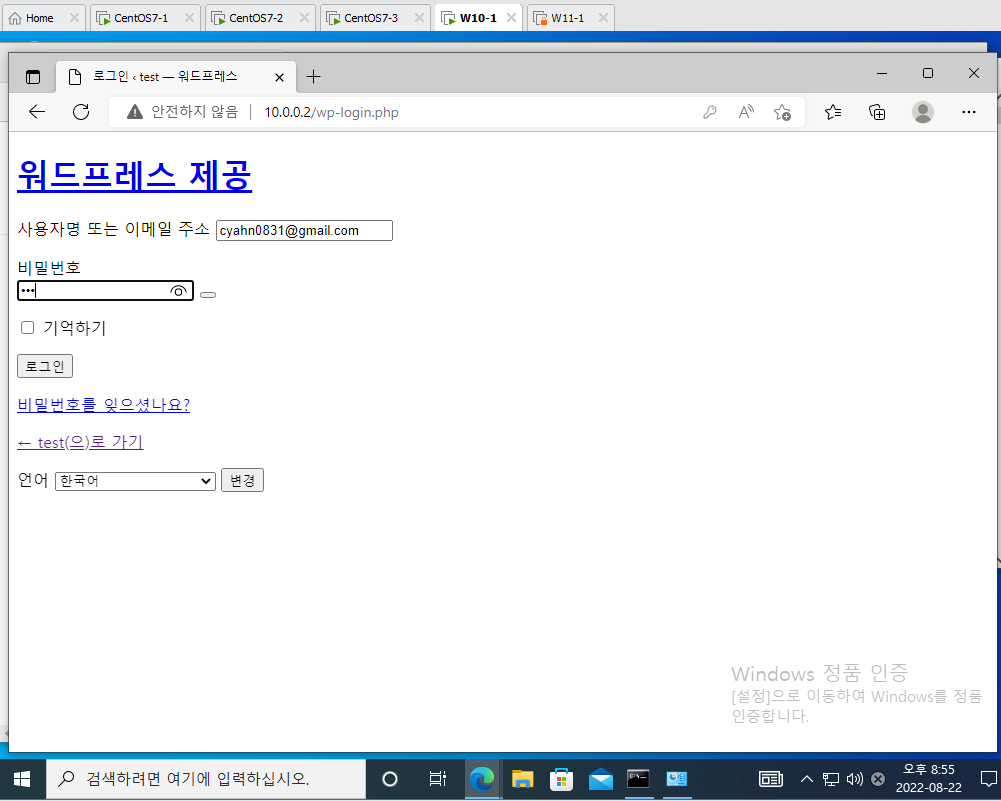 Home
CentOS7-1
CentOS7-2
CentOS7-3
W10-1
W11-1
로그인 ‹ test — 워드프레스
안전하지 않음
10.0.0.2/wp-login.php
워드프레스 제공
사용자명 또는 이메일 주소 cyahn0831@gmail.com
비밀번호
•••
기억하기
로그인
비밀번호를 잊으셨나요?
← test(으)로 가기
언어 한국어 변경
Windows 정품 인증
[설정]으로 이동하여 Windows를 정품
인증합니다.
검색하려면 여기에 입력하십시오.
오후 8:55
2022-08-22